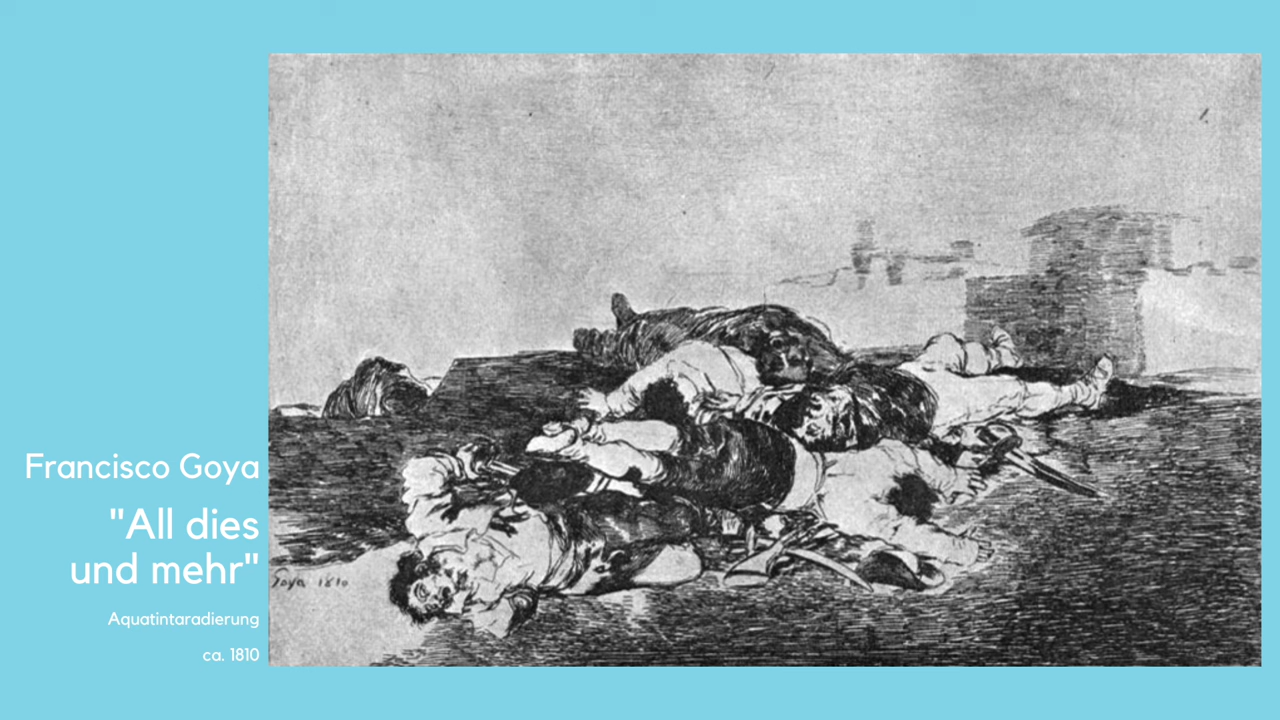 Francisco Goya
"All dies
und mehr"
Aquatintaradierung
ca. 1810
Goya 1810